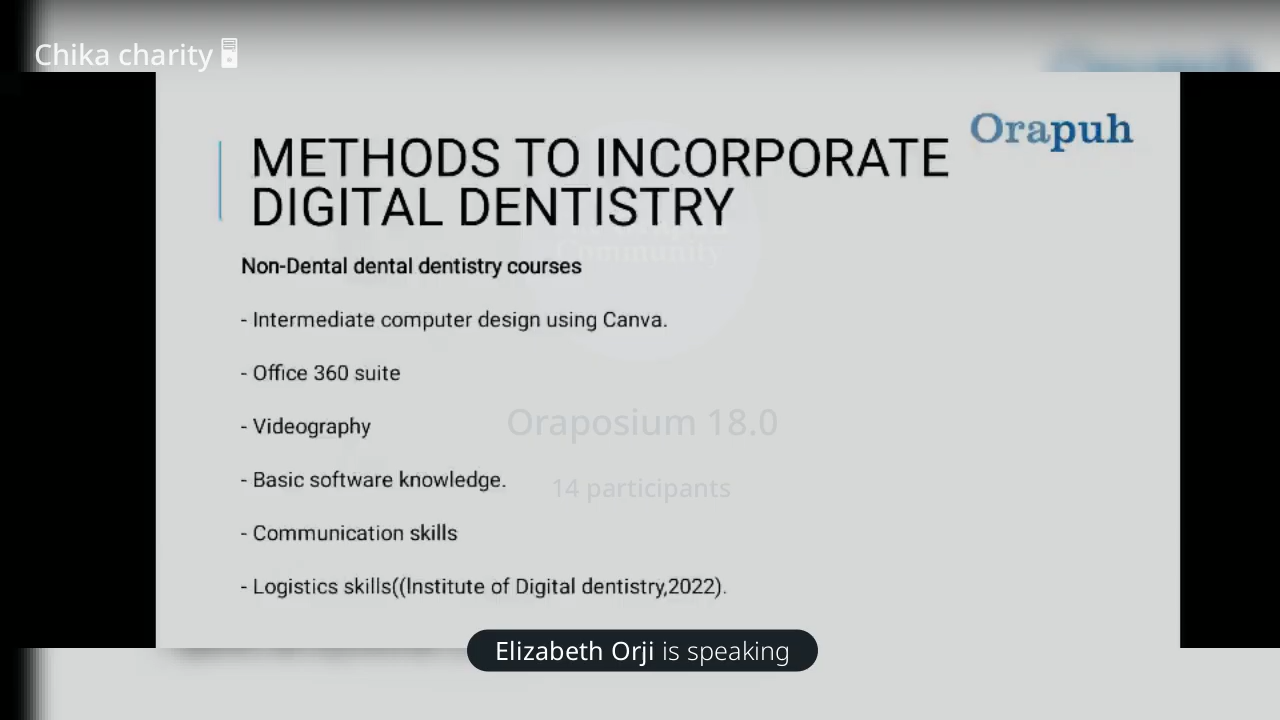 Chika charity
Orapuh
METHODS TO INCORPORATE
DIGITAL DENTISTRY
Community
Non-Dental dental dentistry courses
- Intermediate computer design using Canva.
- Office 360 suite
Oraposium 18.0
- Videography
- Basic software knowledge.
14 participants
- Communication skills
- Logistics skills((Institute of Digital dentistry,2022).
Elizabeth Orji is speaking